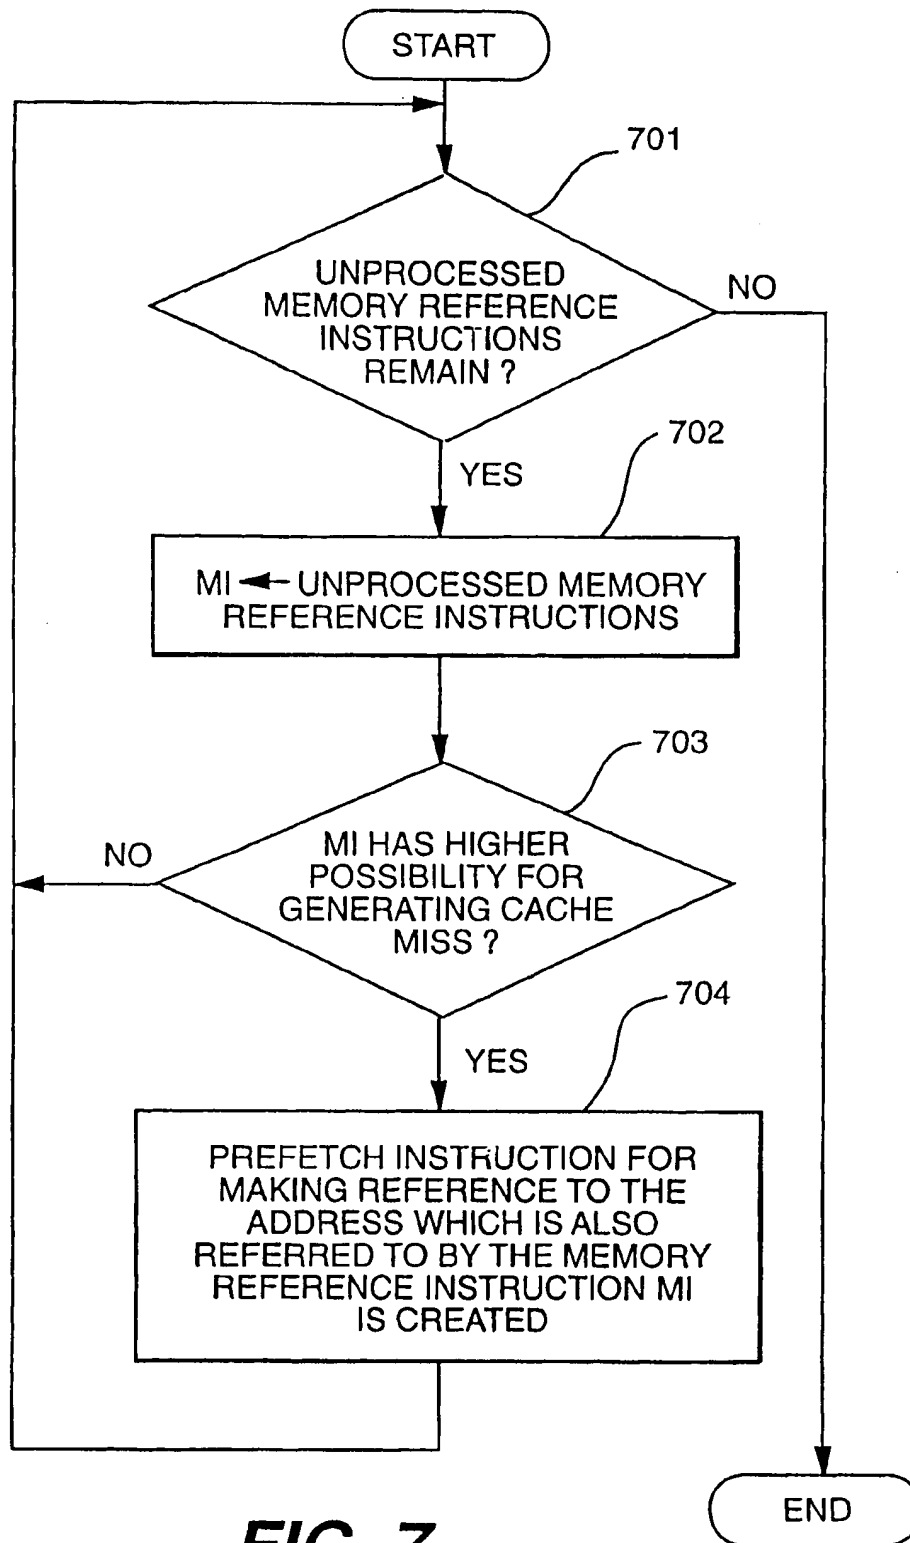 START
701
UNPROCESSED
MEMORY REFERENCE
INSTRUCTIONS
REMAIN ?
NO
702
YES
MI ← UNPROCESSED MEMORY
REFERENCE INSTRUCTIONS
703
MI HAS HIGHER
POSSIBILITY FOR
GENERATING CACHE
MISS ?
NO
704
YES
PREFETCH INSTRUCTION FOR
MAKING REFERENCE TO THE
ADDRESS WHICH IS ALSO
REFERRED TO BY THE MEMORY
REFERENCE INSTRUCTION MI
IS CREATED
END
FIG. 7